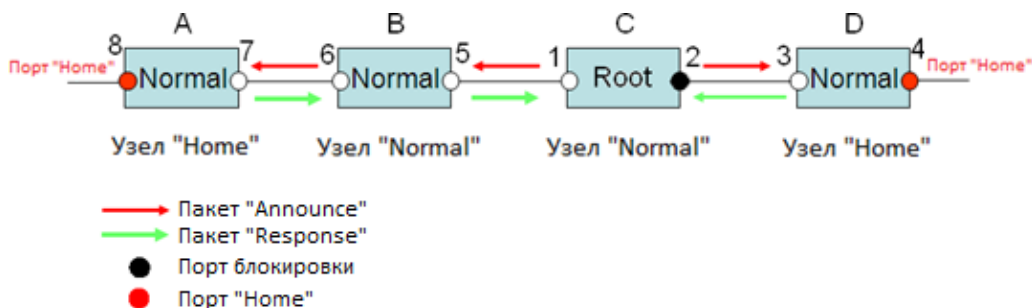 A B C D
8 7 6 5 1 2 3 4
Порт "Home" Normal Normal Root Normal Порт "Home"
Узел "Home" Узел "Normal" Узел "Normal" Узел "Home"
Пакет "Announce"
Пакет "Response"
Порт блокировки
Порт "Home"